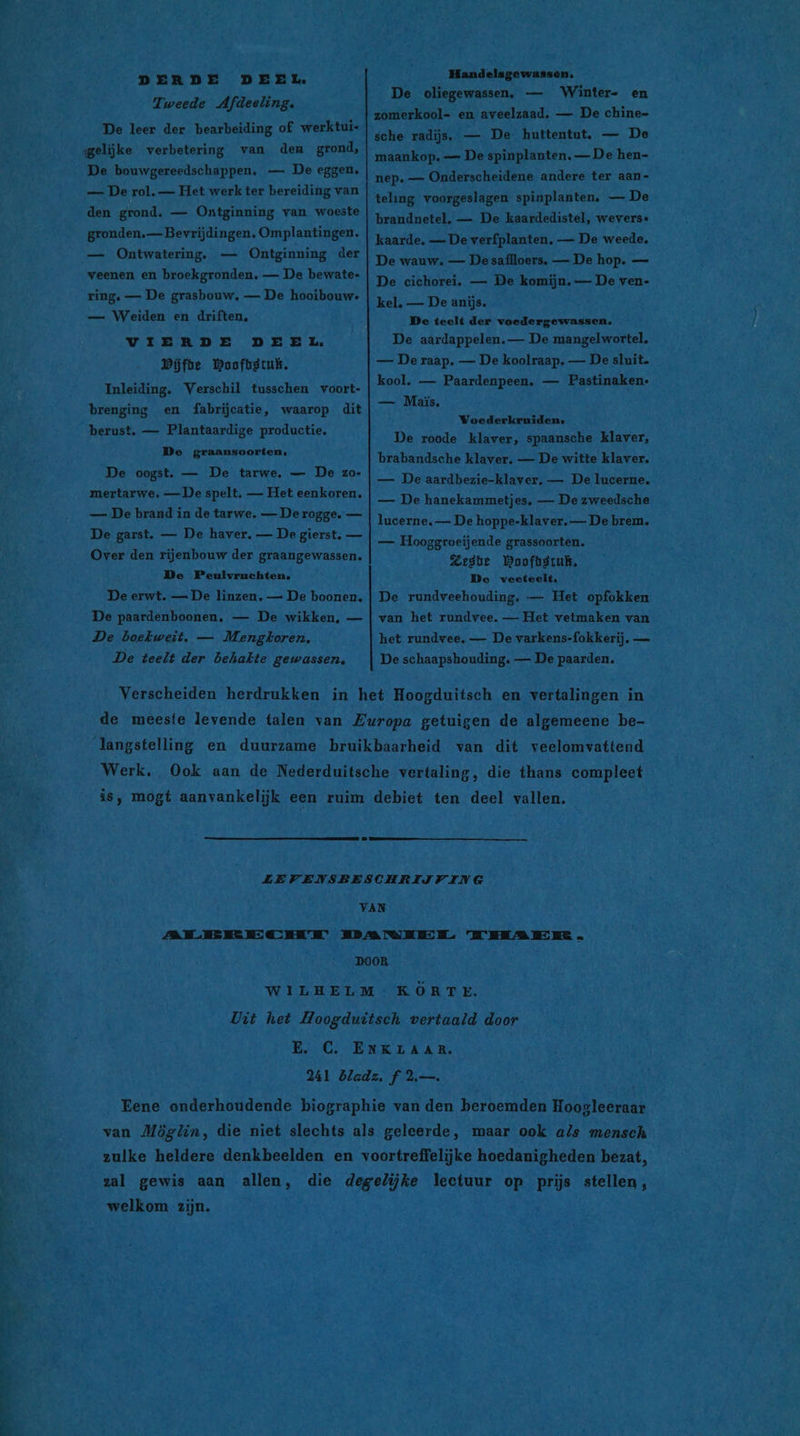 DERDE DEEL.
Tweede Afdeeling.
De leer der bearbeiding of werktui-
gelijke verbetering van den grond,
De bouwgereedschappen. — De eggen.
— De rol. — Het werk ter bereiding van
den grond. — Ontginning van woeste
gronden. — Bevrijdingen. Omplantingen.
— Ontwatering. — Ontginning der
veenen en broekgronden. — De bewate-
ring. — De grasbouw. — De hooibouw.
— Weiden en driften.
VIERDE DEEL.
Vijfde Hoofdstuk.
Inleiding. Verschil tusschen voort-
brenging en fabrijcatie, waarop dit
berust. — Plantaardige productie.
De graansoorten.
De oogst. — De tarwe. — De zo-
mertarwe. — De spelt. — Het eenkoren.
— De brand in de tarwe. — De rogge. —
De garst. — De haver. — De gierst. —
Over den rijenbouw der graangewassen.
De Peulvruchten.
De erwt. — De linzen. — De boonen.
De paardenboonen. — De wikken. —
De boekweit. — Mengkoren.
De teelt der behakte gewassen.
Handelsgewassen.
De oliegewassen. — Winter- en
zomerkool- en aveelzaad. — De chine-
sche radijs. — De huttentut. — De
maankop. — De spinplanten. — De hen-
nep. — Onderscheidene andere ter aan-
teling voorgeslagen spinplanten. — De
brandnetel. — De kaardedistel, wevers-
kaarde. — De verfplanten. — De weede.
De wauw. — De saffloers. — De hop. —
De cichorei. — De komijn. — De ven-
kel. — De anijs.
De teelt der voedergewassen.
De aardappelen. — De mangelwortel.
— De raap. — De koolraap. — De sluit-
kool. — Paardenpeen. — Pastinaken.
— Maïs.
Voederkruiden.
De roode klaver, spaansche klaver,
brabandsche klaver. — De witte klaver.
— De aardbezie-klaver. — De lucerne.
— De hanekammetjes. — De zweedsche
lucerne. — De hoppe-klaver. — De brem.
— Hooggroeijende grassoorten.
Zesde Hoofdstuk.
De veeteelt.
De rundveehouding. — Het opfokken
van het rundvee. — Het vetmaken van
het rundvee. — De varkens-fokkerij. —
De schaapshouding. — De paarden.
Verscheiden herdrukken in het Hoogduitsch en vertalingen in
de meeste levende talen van Europa getuigen de algemeene be-
langstelling en duurzame bruikbaarheid van dit veelomvattend
Werk. Ook aan de Nederduitsche vertaling, die thans compleet
is, mogt aanvankelijk een ruim debiet ten deel vallen.
LEVENSBESCHRIJVING
VAN
ALBRECHT DANIEL THAER.
DOOR
WILHELM KÖRTE.
Uit het Hoogduitsch vertaald door
E. C. ENKLAAR.
241 bladz. f 2.—.
Eene onderhoudende biographie van den beroemden Hoogleeraar
van Möglin, die niet slechts als geleerde, maar ook als mensch
zulke heldere denkbeelden en voortreffelijke hoedanigheden bezat,
zal gewis aan allen, die degelijke lectuur op prijs stellen,
welkom zijn.